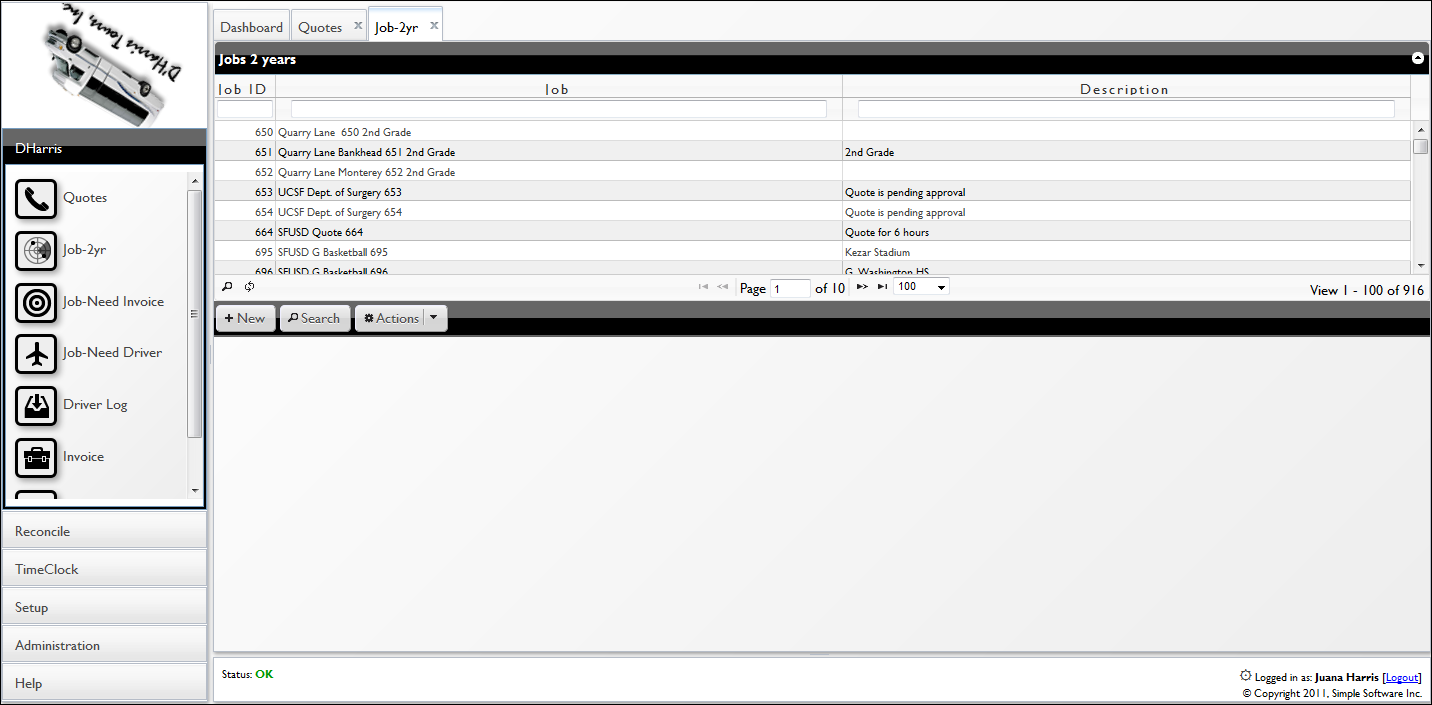 D'Harris Tours, Inc
Dashboard Quotes Job-2yr
Jobs 2 years
Job ID Job Description
650 Quarry Lane 650 2nd Grade
651 Quarry Lane Bankhead 651 2nd Grade 2nd Grade
652 Quarry Lane Monterey 652 2nd Grade
653 UCSF Dept. of Surgery 653 Quote is pending approval
654 UCSF Dept. of Surgery 654 Quote is pending approval
664 SFUSD Quote 664 Quote for 6 hours
695 SFUSD G Basketball 695 Kezar Stadium
696 SFUSD G Basketball 696 G. Washington HS
Page 1 of 10 100 View 1 - 100 of 916
+ New Search Actions
DHarris
Quotes
Job-2yr
Job-Need Invoice
Job-Need Driver
Driver Log
Invoice
Reconcile
TimeClock
Setup
Administration
Help
Status: OK
Logged in as: Juana Harris [Logout]
© Copyright 2011, Simple Software Inc.